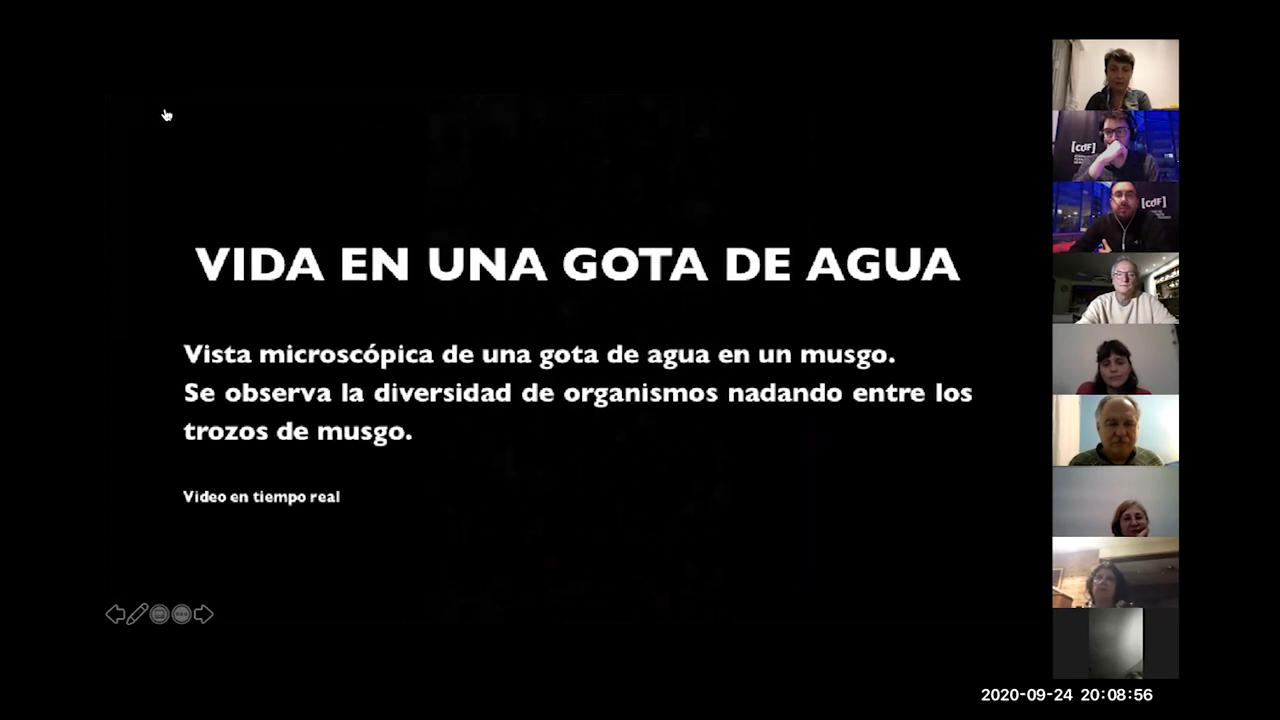 VIDA EN UNA GOTA DE AGUA
Vista microscópica de una gota de agua en un musgo.
Se observa la diversidad de organismos nadando entre los
trozos de musgo.
Video en tiempo real
[CdF]
[CdF]
2020-09-24 20:08:56